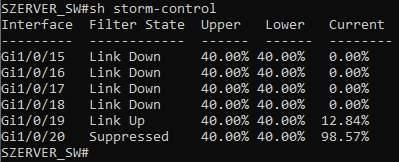 SZERVER_SW#sh storm-control
Interface  Filter State  Upper   Lower   Current
---------  ------------  ------  ------  --------
Gi1/0/15   Link Down     40.00%  40.00%   0.00%
Gi1/0/16   Link Down     40.00%  40.00%   0.00%
Gi1/0/17   Link Down     40.00%  40.00%   0.00%
Gi1/0/18   Link Down     40.00%  40.00%   0.00%
Gi1/0/19   Link Up       40.00%  40.00%  12.84%
Gi1/0/20   Suppressed    40.00%  40.00%  98.57%
SZERVER_SW#